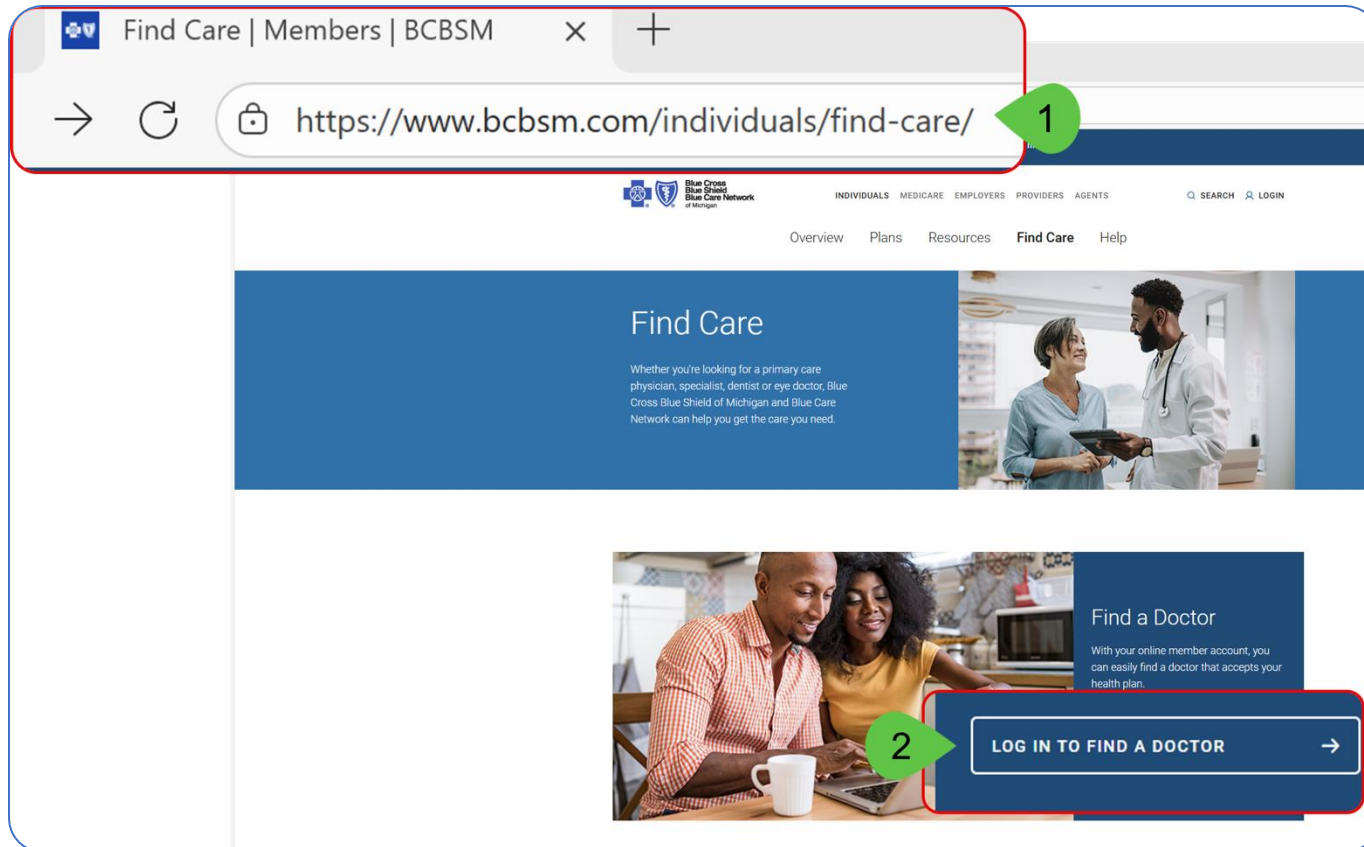 Find Care | Members | BCBSM
https://www.bcbsm.com/individuals/find-care/
1
Blue Cross
Blue Shield
Blue Care Network
of Michigan
INDIVIDUALS MEDICARE EMPLOYERS PROVIDERS AGENTS
SEARCH LOGIN
Overview Plans Resources Find Care Help
Find Care
Whether you're looking for a primary care
physician, specialist, dentist or eye doctor, Blue
Cross Blue Shield of Michigan and Blue Care
Network can help you get the care you need.
Find a Doctor
With your online member account, you
can easily find a doctor that accepts your
health plan.
2
LOG IN TO FIND A DOCTOR